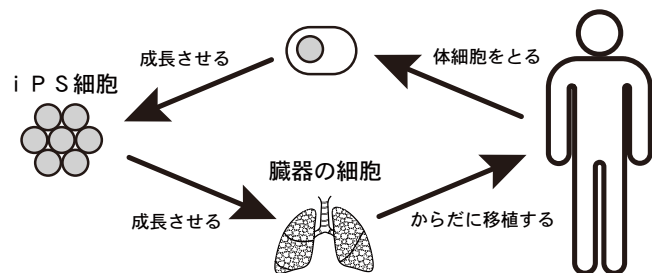 成長させる
体細胞をとる
ｉＰＳ細胞
臓器の細胞
成長させる
からだに移植する